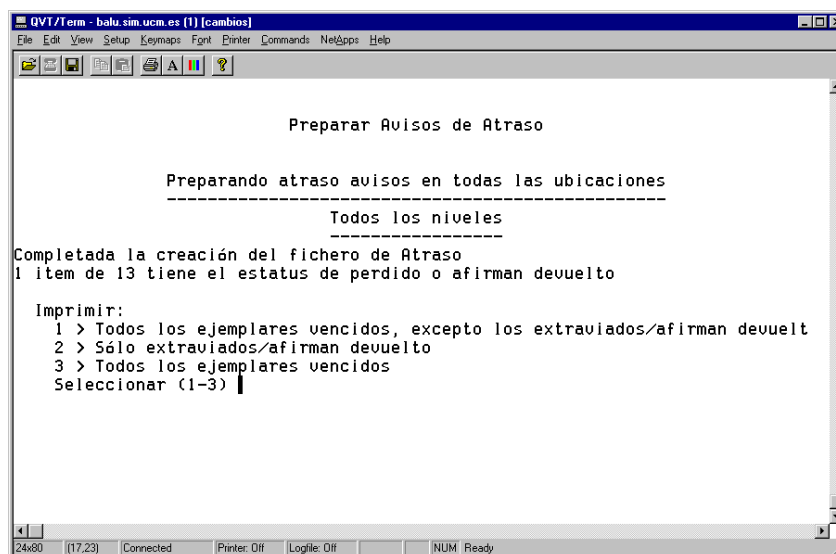 QVT/Term - balu.sim.ucm.es (1) [cambios]
File Edit View Setup Keymaps Font Printer Commands NetApps Help
Preparar Avisos de Atraso
Preparando atraso avisos en todas las ubicaciones
Todos los niveles
Completada la creación del fichero de Atraso
1 item de 13 tiene el estatus de perdido o afirman devuelto
Imprimir:
1 > Todos los ejemplares vencidos, excepto los extraviados/afirman devuelt
2 > Sólo extraviados/afirman devuelto
3 > Todos los ejemplares vencidos
Seleccionar (1-3)
24x80 (17,23) Connected Printer: Off Logfile: Off NUM Ready